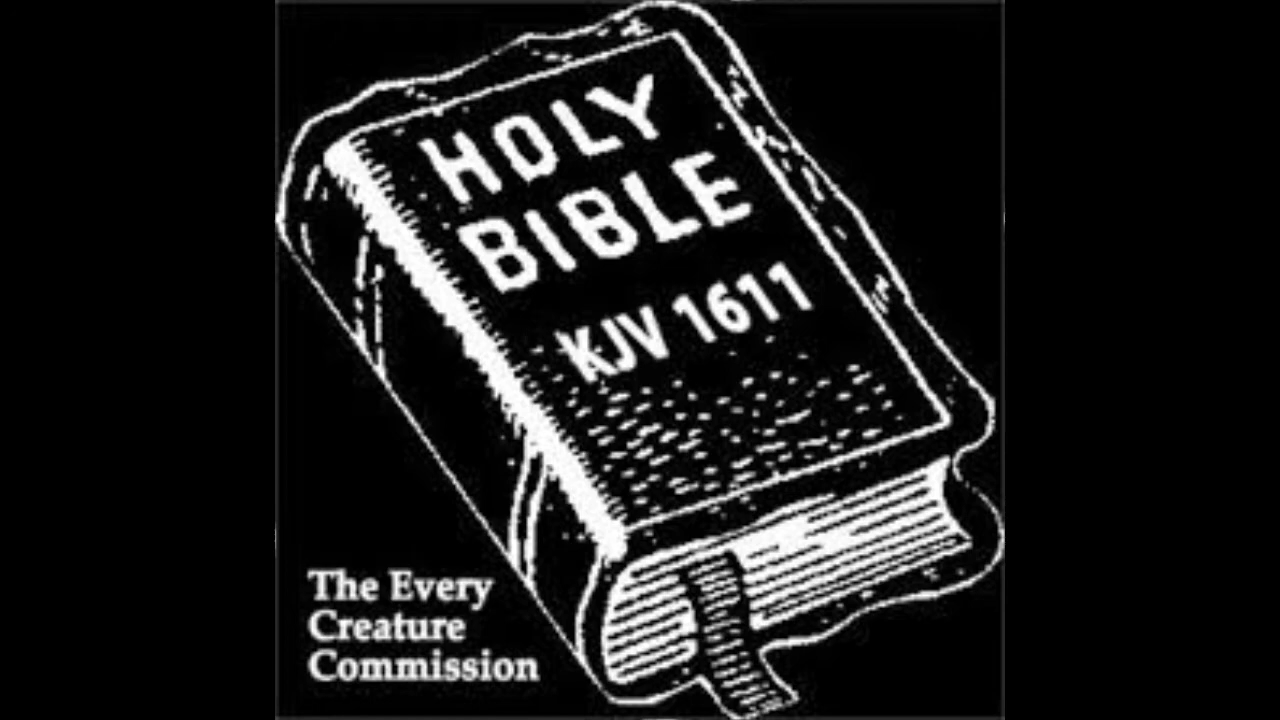 HOLY
BIBLE
KJV 1611
The Every
Creature
Commission